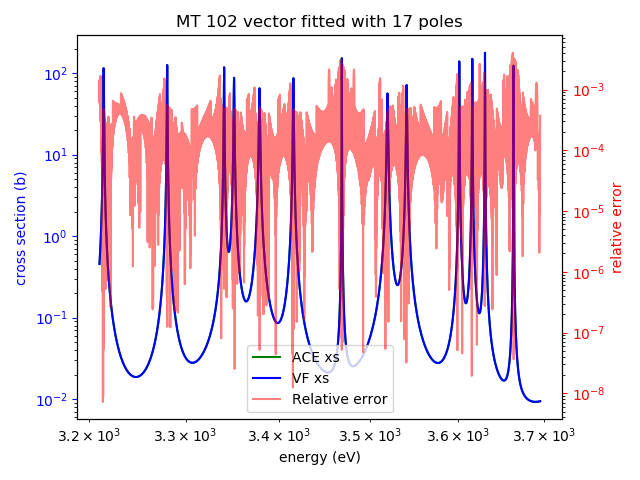 MT 102 vector fitted with 17 poles
cross section (b)
10²
10¹
10⁰
10⁻¹
10⁻²
relative error
10⁻³
10⁻⁴
10⁻⁵
10⁻⁶
10⁻⁷
10⁻⁸
ACE xs
VF xs
Relative error
3.2 × 10³ 3.3 × 10³ 3.4 × 10³ 3.5 × 10³ 3.6 × 10³ 3.7 × 10³
energy (eV)